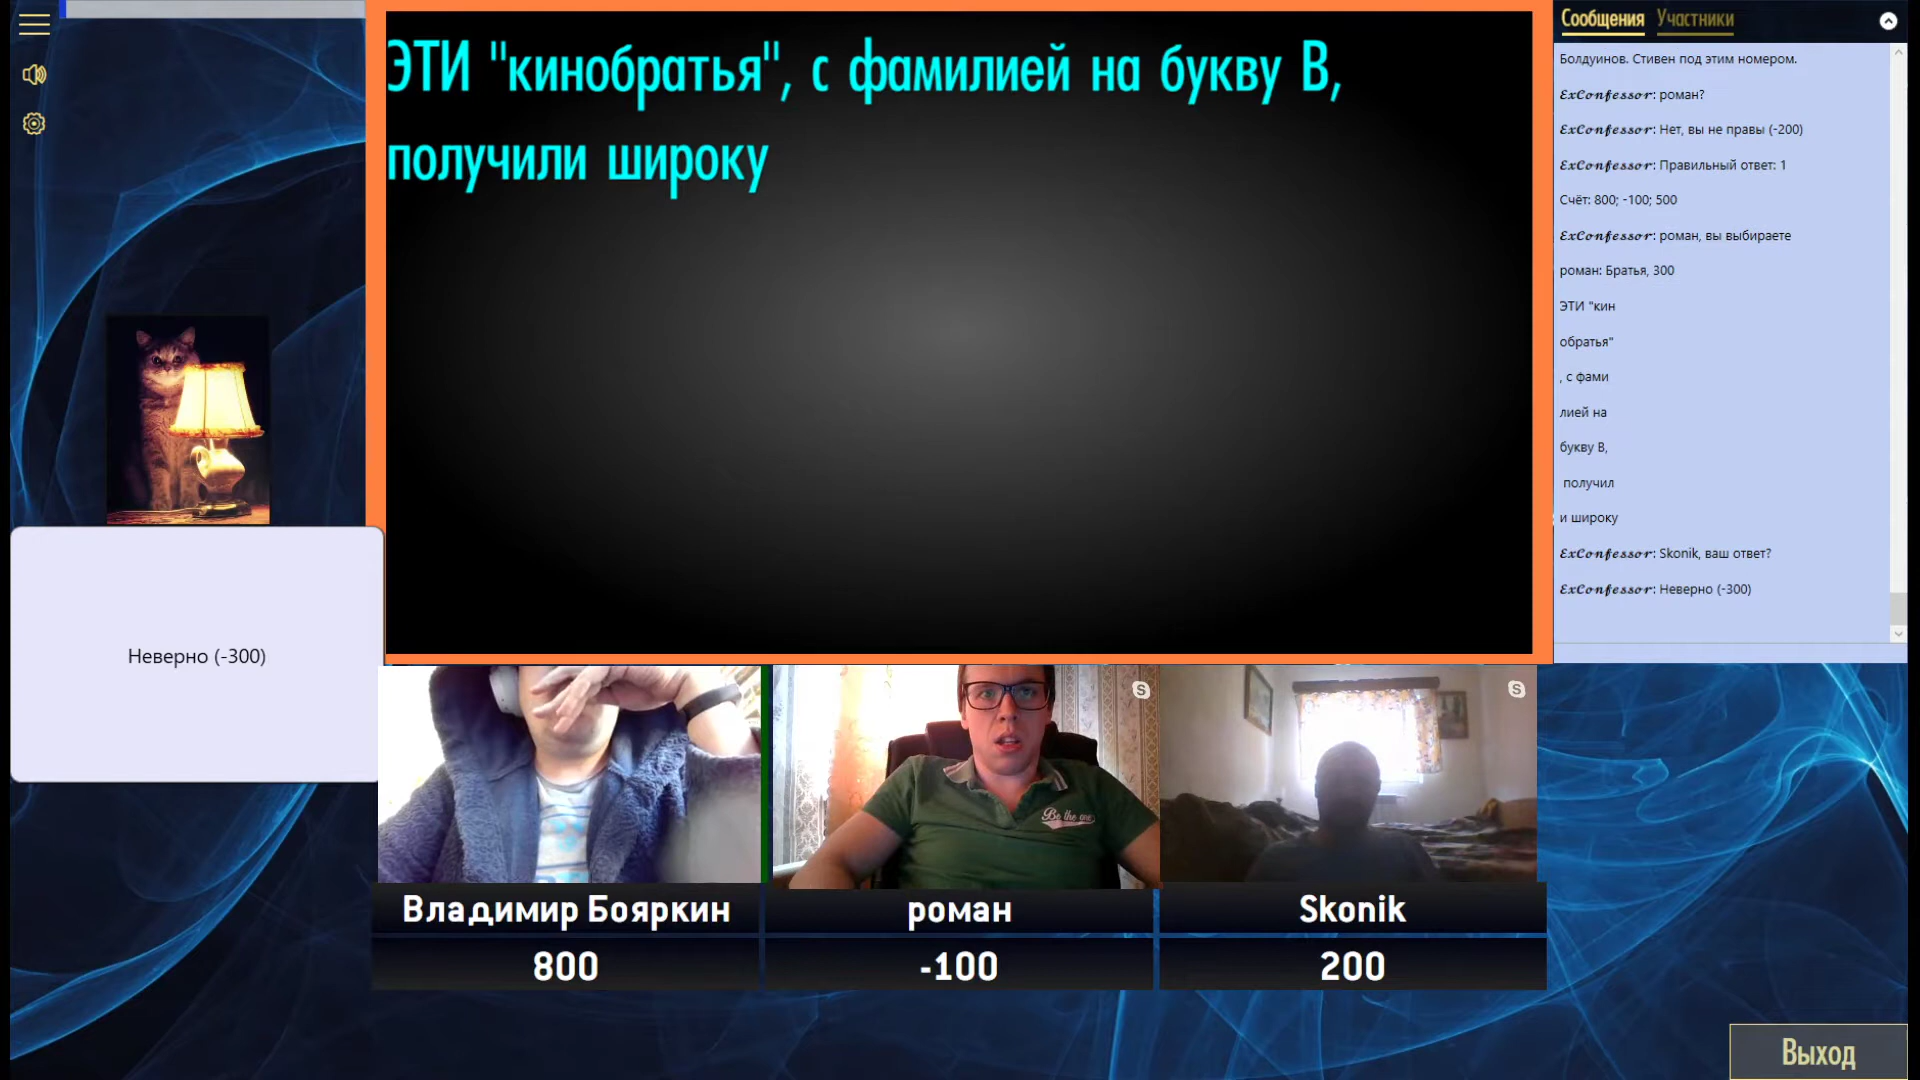 ЭТИ "кинобратья", с фамилией на букву В,
получили широку
Сообщения Участники
Болдуинов. Стивен под этим номером.
ExConfessor: роман?
ExConfessor: Нет, вы не правы (-200)
ExConfessor: Правильный ответ: 1
Счёт: 800; -100; 500
ExConfessor: роман, вы выбираете
роман: Братья, 300
ЭТИ "кин
обратья"
, с фами
лией на
букву В,
получил
и широку
ExConfessor: Skonik, ваш ответ?
ExConfessor: Неверно (-300)
Неверно (-300)
Be the one
Владимир Бояркин
роман
Skonik
800
-100
200
Выход